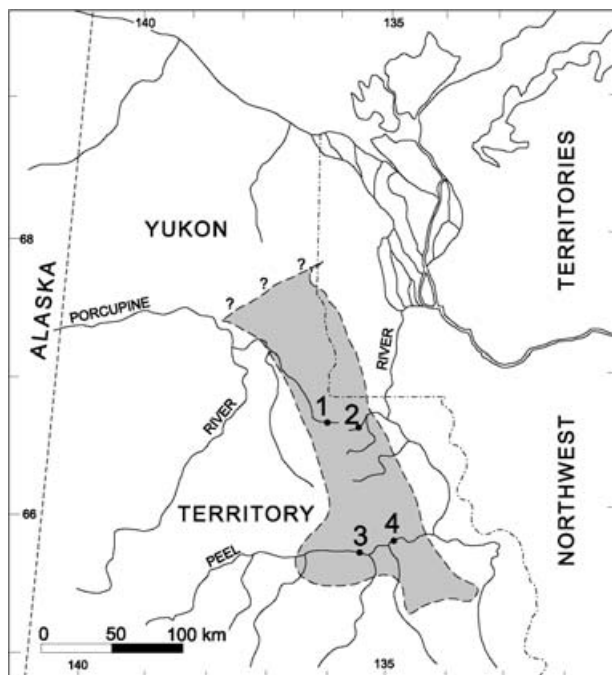 140
135
YUKON
TERRITORIES
68
ALASKA
? ? ?
PORCUPINE
RIVER
RIVER
1
2
NORTHWEST
66
TERRITORY
3
4
PEEL
0 50 100 km
140
135